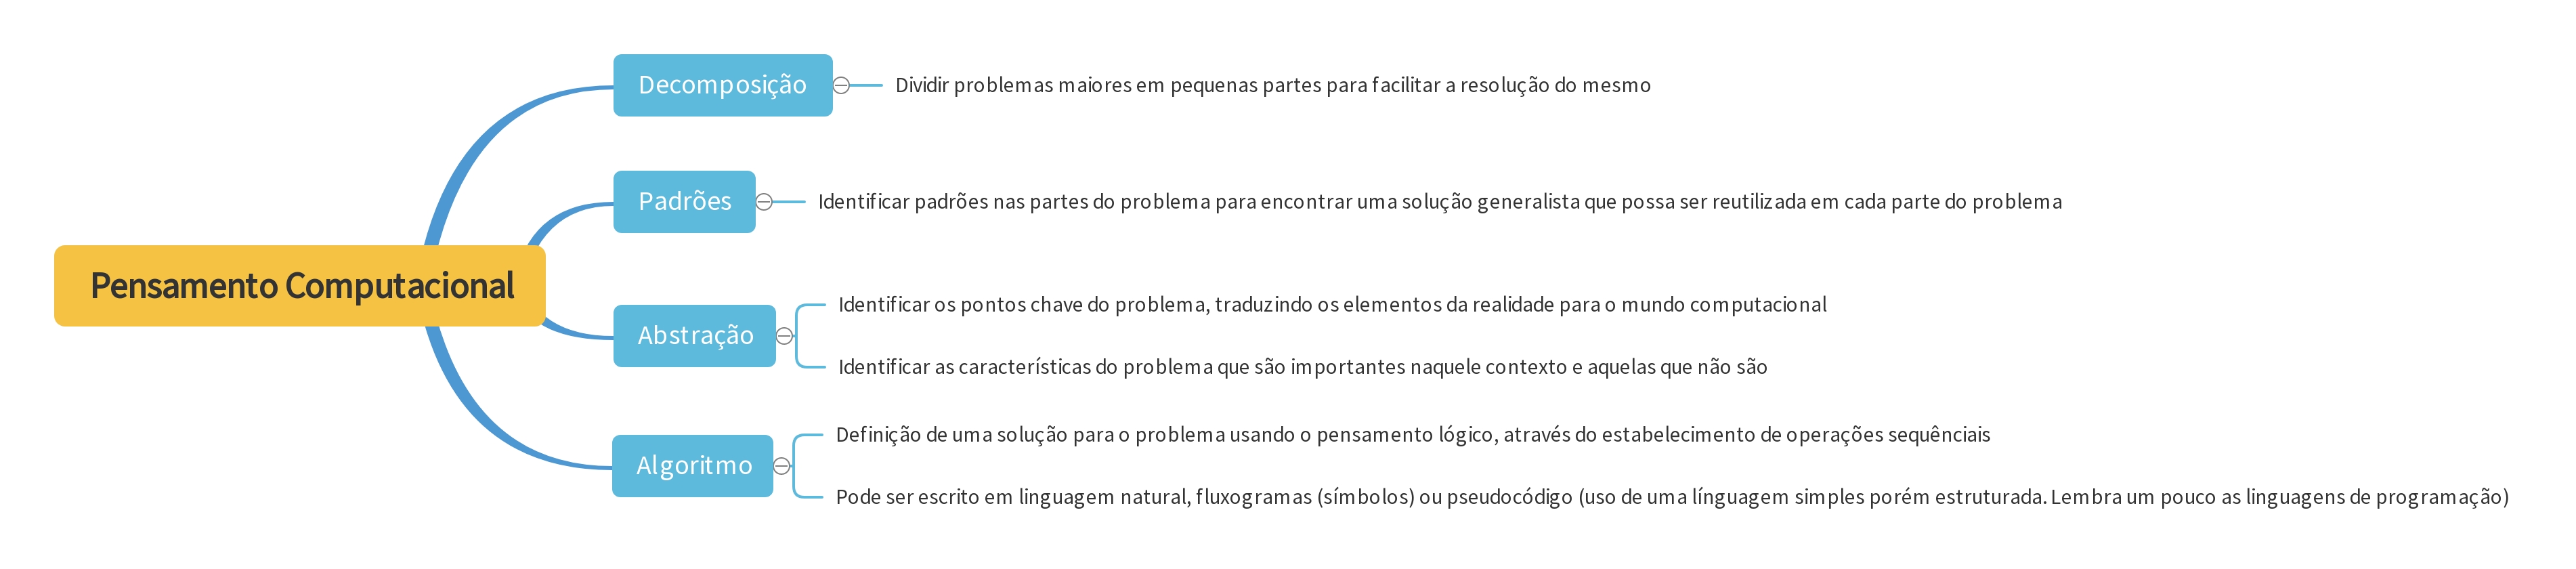 Decomposição
Dividir problemas maiores em pequenas partes para facilitar a resolução do mesmo
Padrões
Identificar padrões nas partes do problema para encontrar uma solução generalista que possa ser reutilizada em cada parte do problema
Pensamento Computacional
Abstração
Identificar os pontos chave do problema, traduzindo os elementos da realidade para o mundo computacional
Identificar as características do problema que são importantes naquele contexto e aquelas que não são
Algoritmo
Definição de uma solução para o problema usando o pensamento lógico, através do estabelecimento de operações sequênciais
Pode ser escrito em linguagem natural, fluxogramas (símbolos) ou pseudocódigo (uso de uma línguagem simples porém estruturada. Lembra um pouco as linguagens de programação)